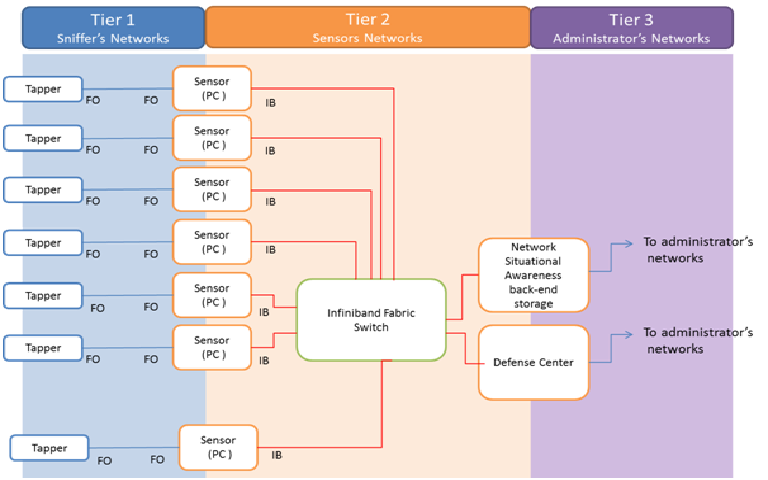 Tier 1
Sniffer's Networks
Tier 2
Sensors Networks
Tier 3
Administrator's Networks
Tapper
FO
FO
Sensor
(PC )
IB
Tapper
FO
FO
Sensor
(PC )
IB
Tapper
FO
FO
Sensor
(PC )
IB
Tapper
FO
FO
Sensor
(PC )
IB
Tapper
FO
FO
Sensor
(PC )
IB
Tapper
FO
FO
Sensor
(PC )
IB
Tapper
FO
FO
Sensor
(PC )
IB
Infiniband Fabric
Switch
Network
Situational
Awareness
back-end
storage
To administrator's
networks
Defense Center
To administrator's
networks